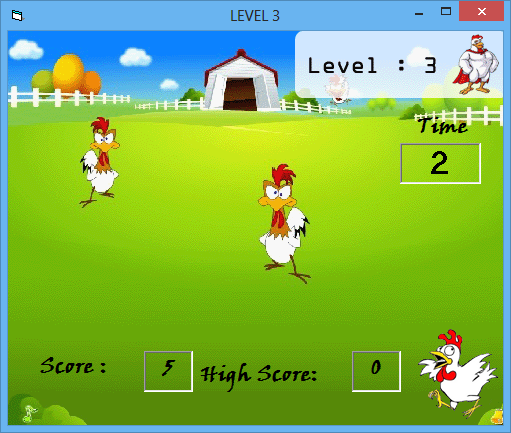 LEVEL 3
Level : 3
Time
2
Score : 5 High Score: 0